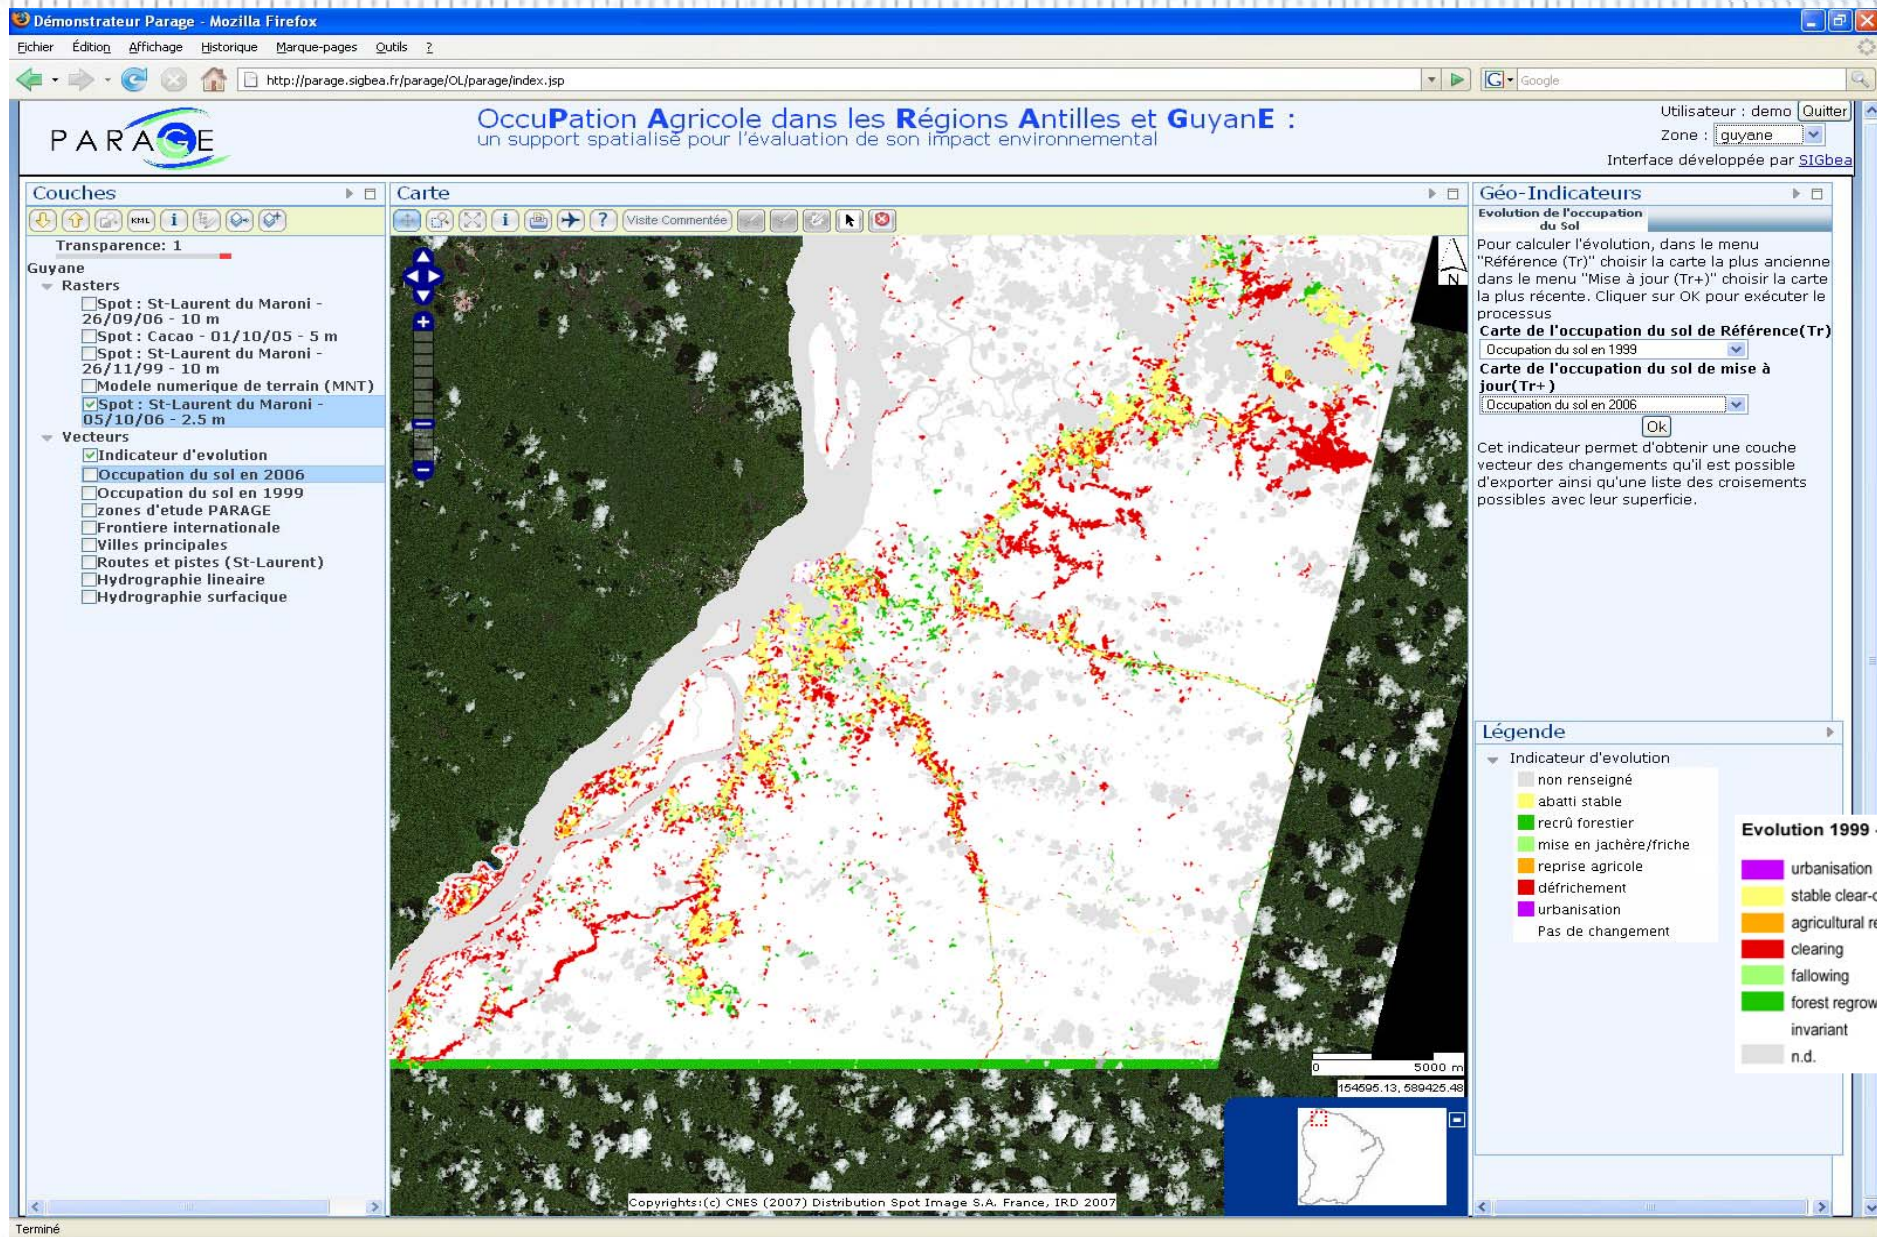 Démonstrateur Parage - Mozilla Firefox
Fichier Édition Affichage Historique Marque-pages Outils ?
http://parage.sigbea.fr/parage/OL/parage/index.jsp
G Google
PARAGE
OccuPation Agricole dans les Régions Antilles et GuyanE :
un support spatialisé pour l'évaluation de son impact environnemental
Utilisateur : demo Quitter
Zone : guyane
Interface développée par SIGbea
Couches
KML i
Transparence: 1
Guyane
Rasters
Spot : St-Laurent du Maroni -
26/09/06 - 10 m
Spot : Cacao - 01/10/05 - 5 m
Spot : St-Laurent du Maroni -
26/11/99 - 10 m
Modele numerique de terrain (MNT)
Spot : St-Laurent du Maroni -
05/10/06 - 2.5 m
Vecteurs
Indicateur d'evolution
Occupation du sol en 2006
Occupation du sol en 1999
zones d'etude PARAGE
Frontiere internationale
Villes principales
Routes et pistes (St-Laurent)
Hydrographie lineaire
Hydrographie surfacique
Carte
i ? Visite Commentée
N
0 5000 m
154595.13, 589425.48
Copyrights:(c) CNES (2007) Distribution Spot Image S.A. France, IRD 2007
Géo-Indicateurs
Evolution de l'occupation
du Sol
Pour calculer l'évolution, dans le menu
"Référence (Tr)" choisir la carte la plus ancienne
dans le menu "Mise à jour (Tr+)" choisir la carte
la plus récente. Cliquer sur OK pour exécuter le
processus
Carte de l'occupation du sol de Référence(Tr)
Occupation du sol en 1999
Carte de l'occupation du sol de mise à
jour(Tr+)
Occupation du sol en 2006
Ok
Cet indicateur permet d'obtenir une couche
vecteur des changements qu'il est possible
d'exporter ainsi qu'une liste des croisements
possibles avec leur superficie.
Légende
Indicateur d'evolution
non renseigné
abatti stable
recrû forestier
mise en jachère/friche
reprise agricole
défrichement
urbanisation
Pas de changement
Evolution 1999 -
urbanisation
stable clear-c
agricultural re
clearing
fallowing
forest regrow
invariant
n.d.
Terminé